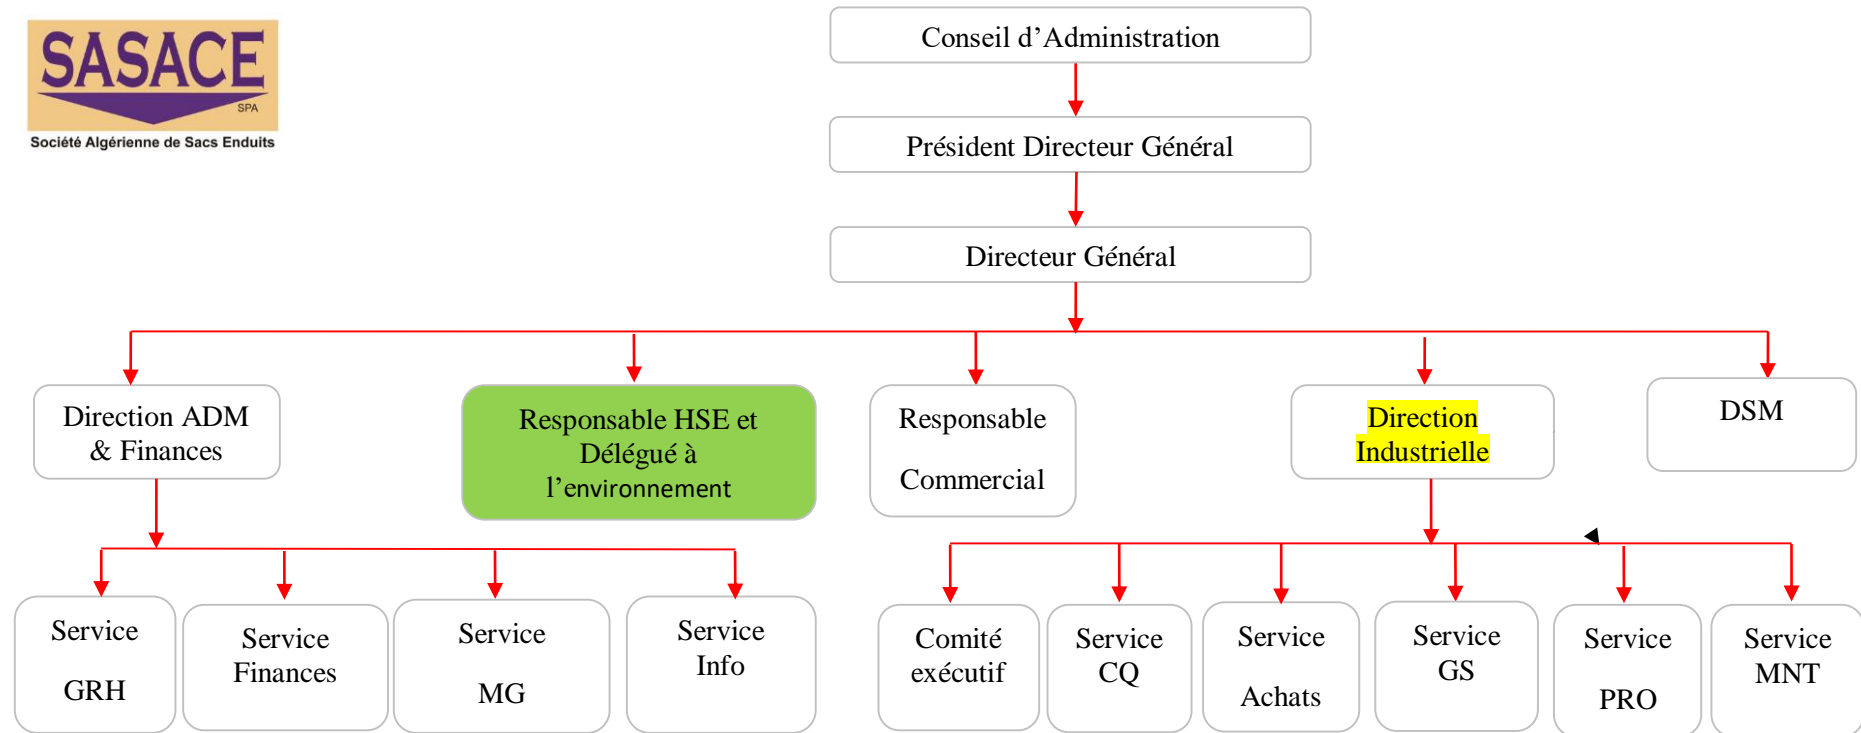 SASACE
SPA
Société Algérienne de Sacs Enduits
Conseil d’Administration
Président Directeur Général
Directeur Général
Direction ADM
& Finances
Responsable HSE et
Délégué à
l’environnement
Responsable
Commercial
Direction
Industrielle
DSM
Service
GRH
Service
Finances
Service
MG
Service
Info
Comité
exécutif
Service
CQ
Service
Achats
Service
GS
Service
PRO
Service
MNT